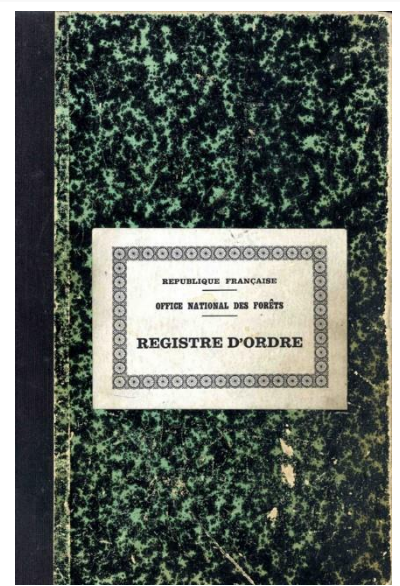 REPUBLIQUE FRANÇAISE
OFFICE NATIONAL DES FORÊTS
REGISTRE D'ORDRE